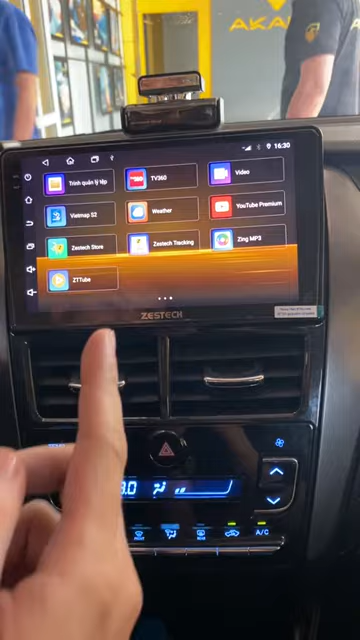 AKA
16:30
Trình quản lý tệp
TV360
Video
Vietmap S2
Weather
YouTube Premium
Zestech Store
Zestech Tracking
Zing MP3
ZTTube
ZESTECH
A/C